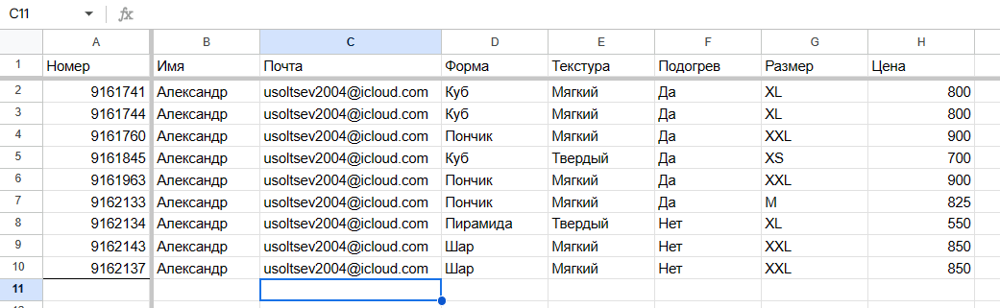 C11 fx
A B C D E F G H
1 Номер Имя Почта Форма Текстура Подогрев Размер Цена
2 9161741 Александр usoltsev2004@icloud.com Куб Мягкий Да XL 800
3 9161744 Александр usoltsev2004@icloud.com Куб Мягкий Да XL 800
4 9161760 Александр usoltsev2004@icloud.com Пончик Мягкий Да XXL 900
5 9161845 Александр usoltsev2004@icloud.com Куб Твердый Да XS 700
6 9161963 Александр usoltsev2004@icloud.com Пончик Мягкий Да XXL 900
7 9162133 Александр usoltsev2004@icloud.com Пончик Мягкий Да M 825
8 9162134 Александр usoltsev2004@icloud.com Пирамида Твердый Нет XL 550
9 9162143 Александр usoltsev2004@icloud.com Шар Мягкий Нет XXL 850
10 9162137 Александр usoltsev2004@icloud.com Шар Мягкий Нет XXL 850
11